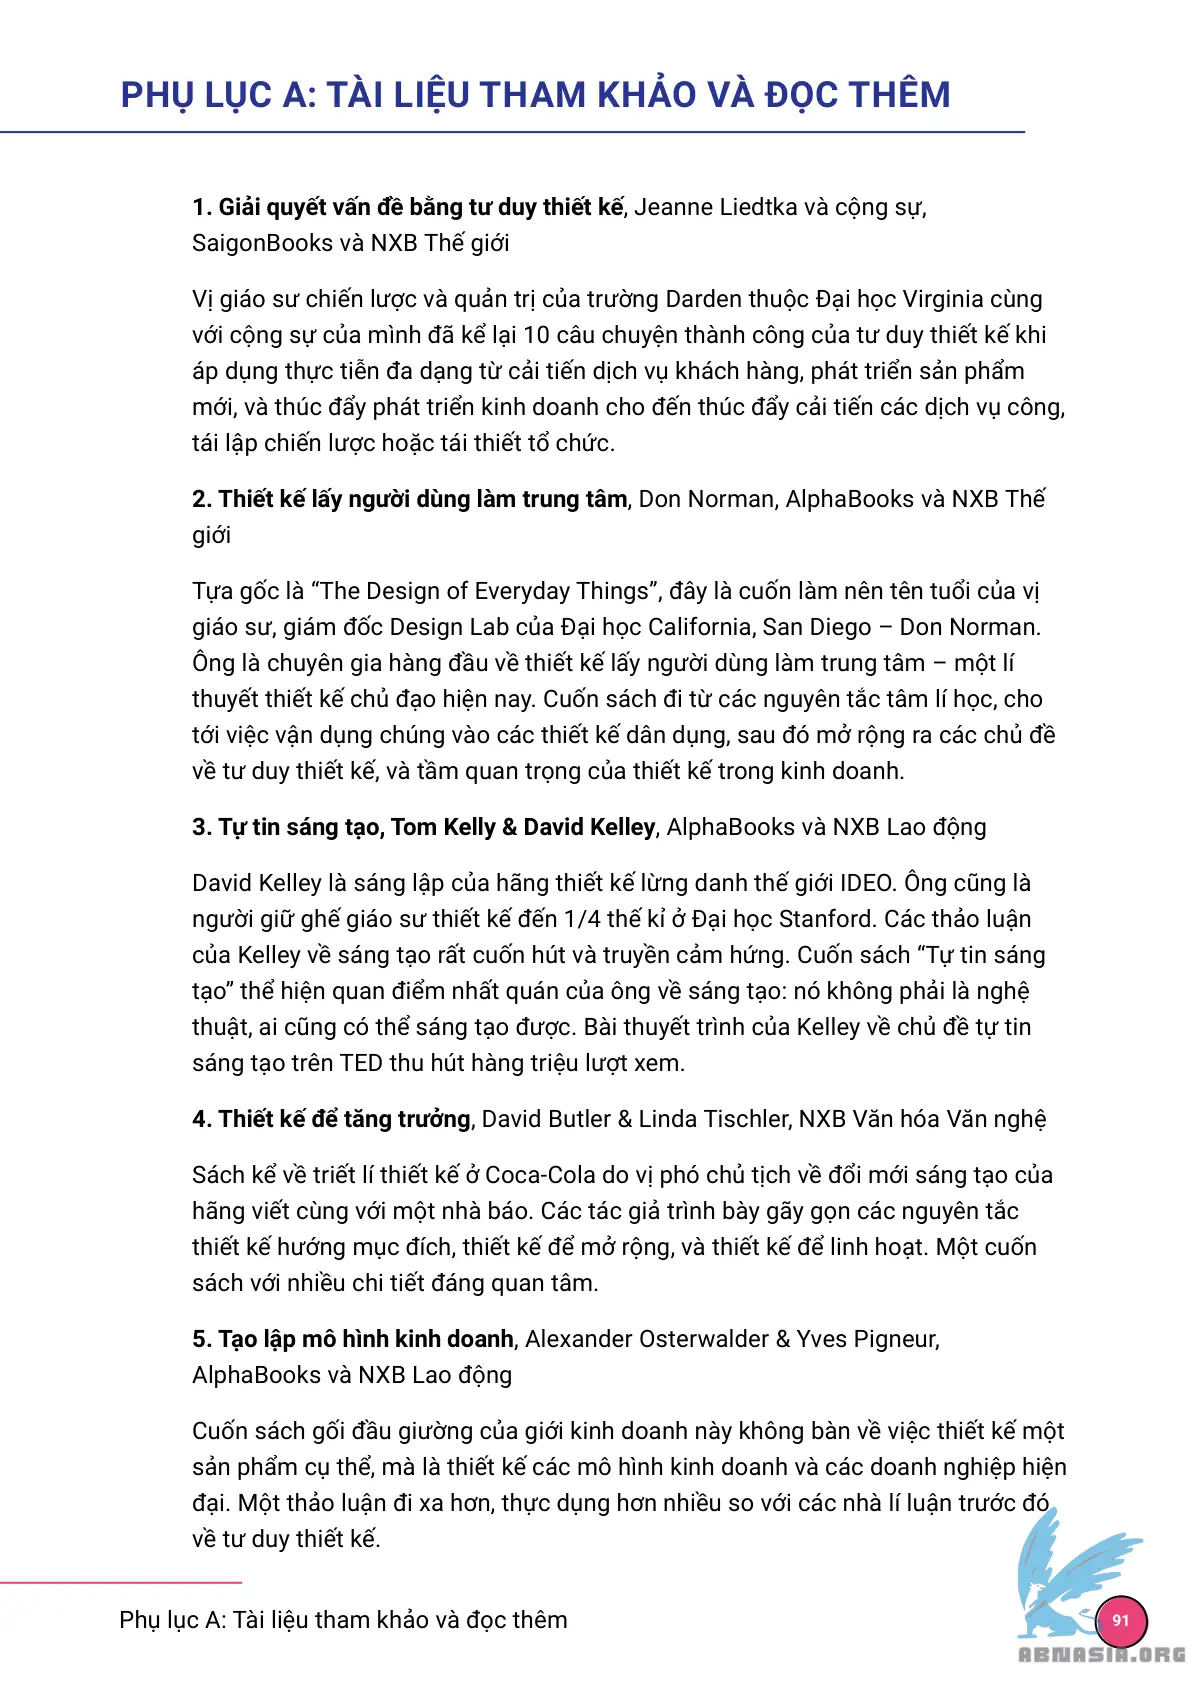 PHỤ LỤC A: TÀI LIỆU THAM KHẢO VÀ ĐỌC THÊM
1. Giải quyết vấn đề bằng tư duy thiết kế, Jeanne Liedtka và cộng sự,
SaigonBooks và NXB Thế giới
Vị giáo sư chiến lược và quản trị của trường Darden thuộc Đại học Virginia cùng
với cộng sự của mình đã kể lại 10 câu chuyện thành công của tư duy thiết kế khi
áp dụng thực tiễn đa dạng từ cải tiến dịch vụ khách hàng, phát triển sản phẩm
mới, và thúc đẩy phát triển kinh doanh cho đến thúc đẩy cải tiến các dịch vụ công,
tái lập chiến lược hoặc tái thiết tổ chức.
2. Thiết kế lấy người dùng làm trung tâm, Don Norman, AlphaBooks và NXB Thế
giới
Tựa gốc là “The Design of Everyday Things”, đây là cuốn làm nên tên tuổi của vị
giáo sư, giám đốc Design Lab của Đại học California, San Diego – Don Norman.
Ông là chuyên gia hàng đầu về thiết kế lấy người dùng làm trung tâm – một lí
thuyết thiết kế chủ đạo hiện nay. Cuốn sách đi từ các nguyên tắc tâm lí học, cho
tới việc vận dụng chúng vào các thiết kế dân dụng, sau đó mở rộng ra các chủ đề
về tư duy thiết kế, và tầm quan trọng của thiết kế trong kinh doanh.
3. Tự tin sáng tạo, Tom Kelly & David Kelley, AlphaBooks và NXB Lao động
David Kelley là sáng lập của hãng thiết kế lừng danh thế giới IDEO. Ông cũng là
người giữ ghế giáo sư thiết kế đến 1/4 thế kỉ ở Đại học Stanford. Các thảo luận
của Kelley về sáng tạo rất cuốn hút và truyền cảm hứng. Cuốn sách “Tự tin sáng
tạo” thể hiện quan điểm nhất quán của ông về sáng tạo: nó không phải là nghệ
thuật, ai cũng có thể sáng tạo được. Bài thuyết trình của Kelley về chủ đề tự tin
sáng tạo trên TED thu hút hàng triệu lượt xem.
4. Thiết kế để tăng trưởng, David Butler & Linda Tischler, NXB Văn hóa Văn nghệ
Sách kể về triết lí thiết kế ở Coca-Cola do vị phó chủ tịch về đổi mới sáng tạo của
hãng viết cùng với một nhà báo. Các tác giả trình bày gãy gọn các nguyên tắc
thiết kế hướng mục đích, thiết kế để mở rộng, và thiết kế để linh hoạt. Một cuốn
sách với nhiều chi tiết đáng quan tâm.
5. Tạo lập mô hình kinh doanh, Alexander Osterwalder & Yves Pigneur,
AlphaBooks và NXB Lao động
Cuốn sách gối đầu giường của giới kinh doanh này không bàn về việc thiết kế một
sản phẩm cụ thể, mà là thiết kế các mô hình kinh doanh và các doanh nghiệp hiện
đại. Một thảo luận đi xa hơn, thực dụng hơn nhiều so với các nhà lí luận trước đó
về tư duy thiết kế.
Phụ lục A: Tài liệu tham khảo và đọc thêm
91
ABNASIA.ORG